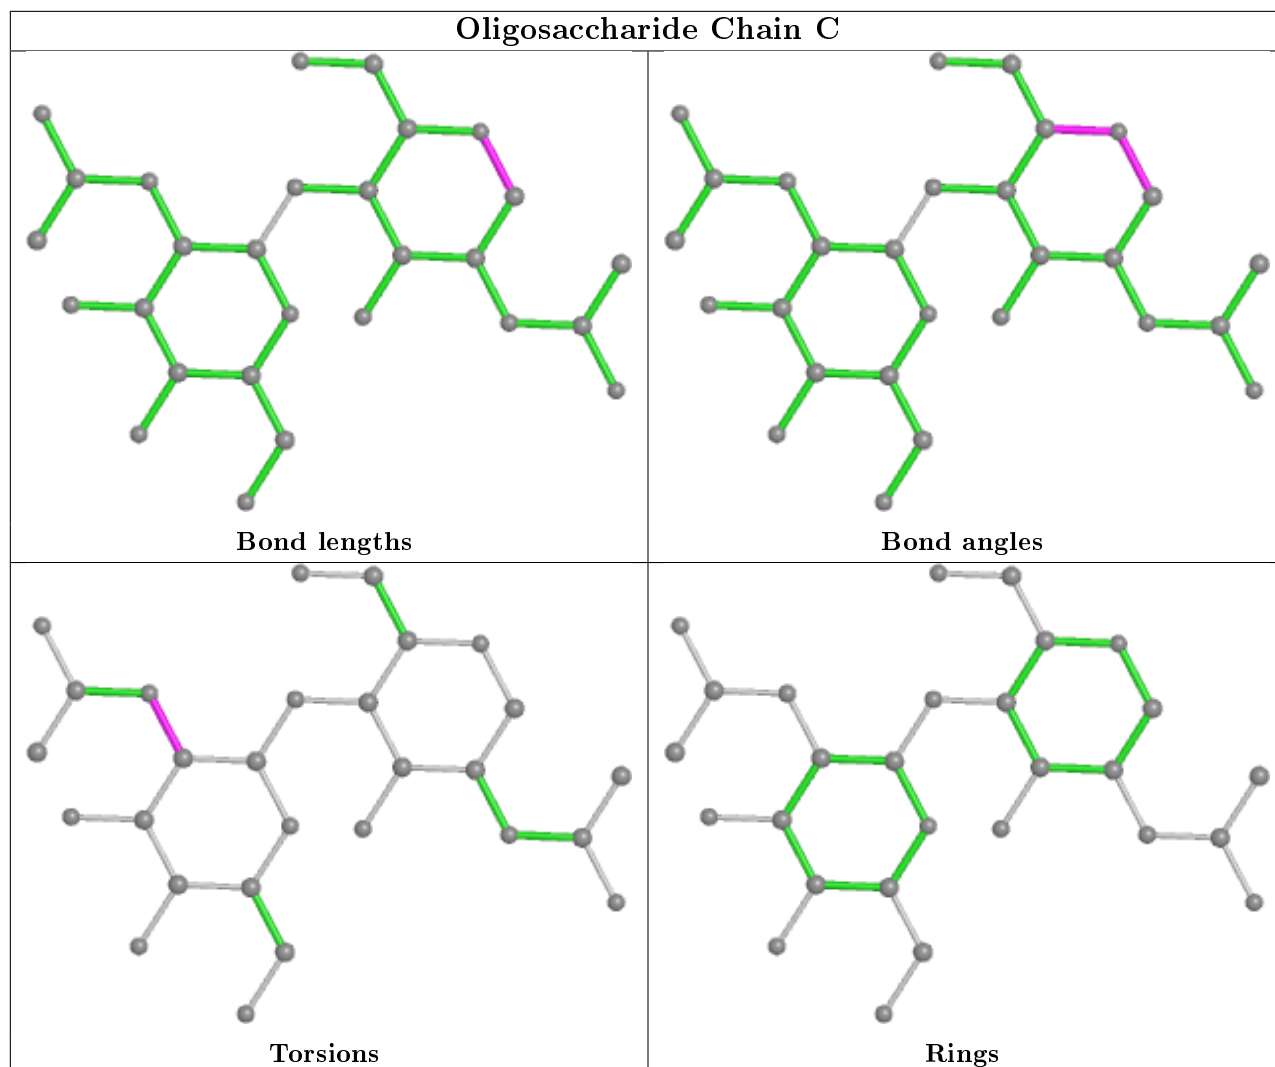 Oligosaccharide Chain C
Bond lengths
Bond angles
Torsions
Rings